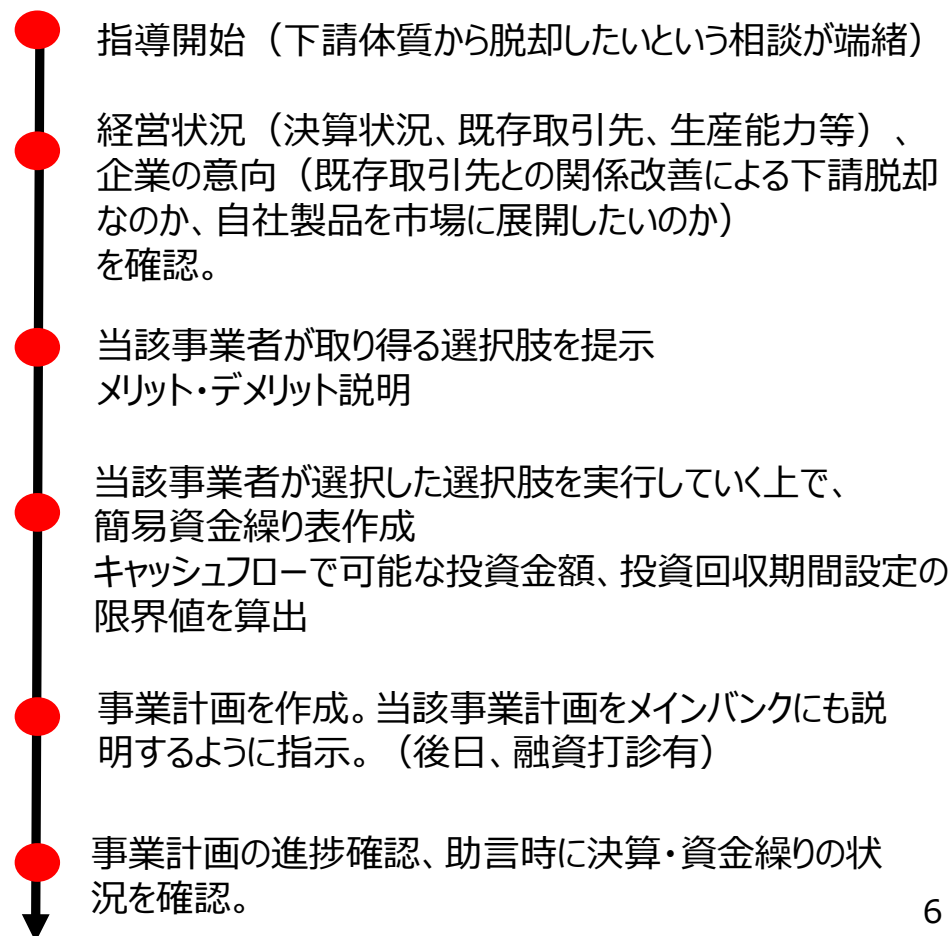 指導開始（下請体質から脱却したいという相談が端緒）
経営状況（決算状況、既存取引先、生産能力等）、
企業の意向（既存取引先との関係改善による下請脱却
なのか、自社製品を市場に展開したいのか）
を確認。
当該事業者が取り得る選択肢を提示
メリット・デメリット説明
当該事業者が選択した選択肢を実行していく上で、
簡易資金繰り表作成
キャッシュフローで可能な投資金額、投資回収期間設定の
限界値を算出
事業計画を作成。当該事業計画をメインバンクにも説
明するように指示。（後日、融資打診有）
事業計画の進捗確認、助言時に決算・資金繰りの状
況を確認。
6